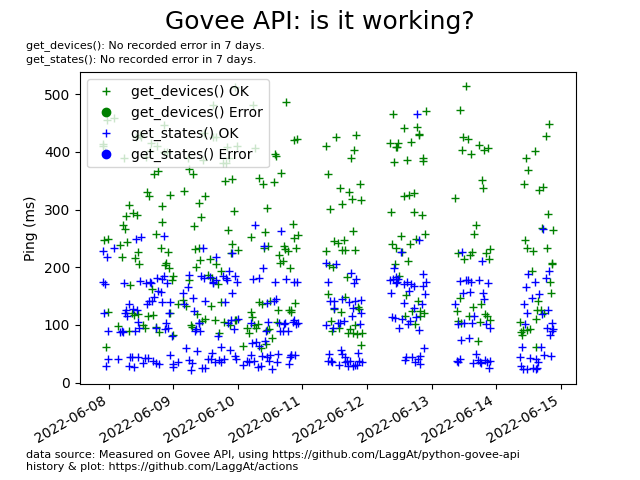 Govee API: is it working?
get_devices(): No recorded error in 7 days.
get_states(): No recorded error in 7 days.
get_devices() OK
get_devices() Error
get_states() OK
get_states() Error
Ping (ms)
500
400
300
200
100
0
2022-06-08
2022-06-09
2022-06-10
2022-06-11
2022-06-12
2022-06-13
2022-06-14
2022-06-15
data source: Measured on Govee API, using https://github.com/LaggAt/python-govee-api
history & plot: https://github.com/LaggAt/actions